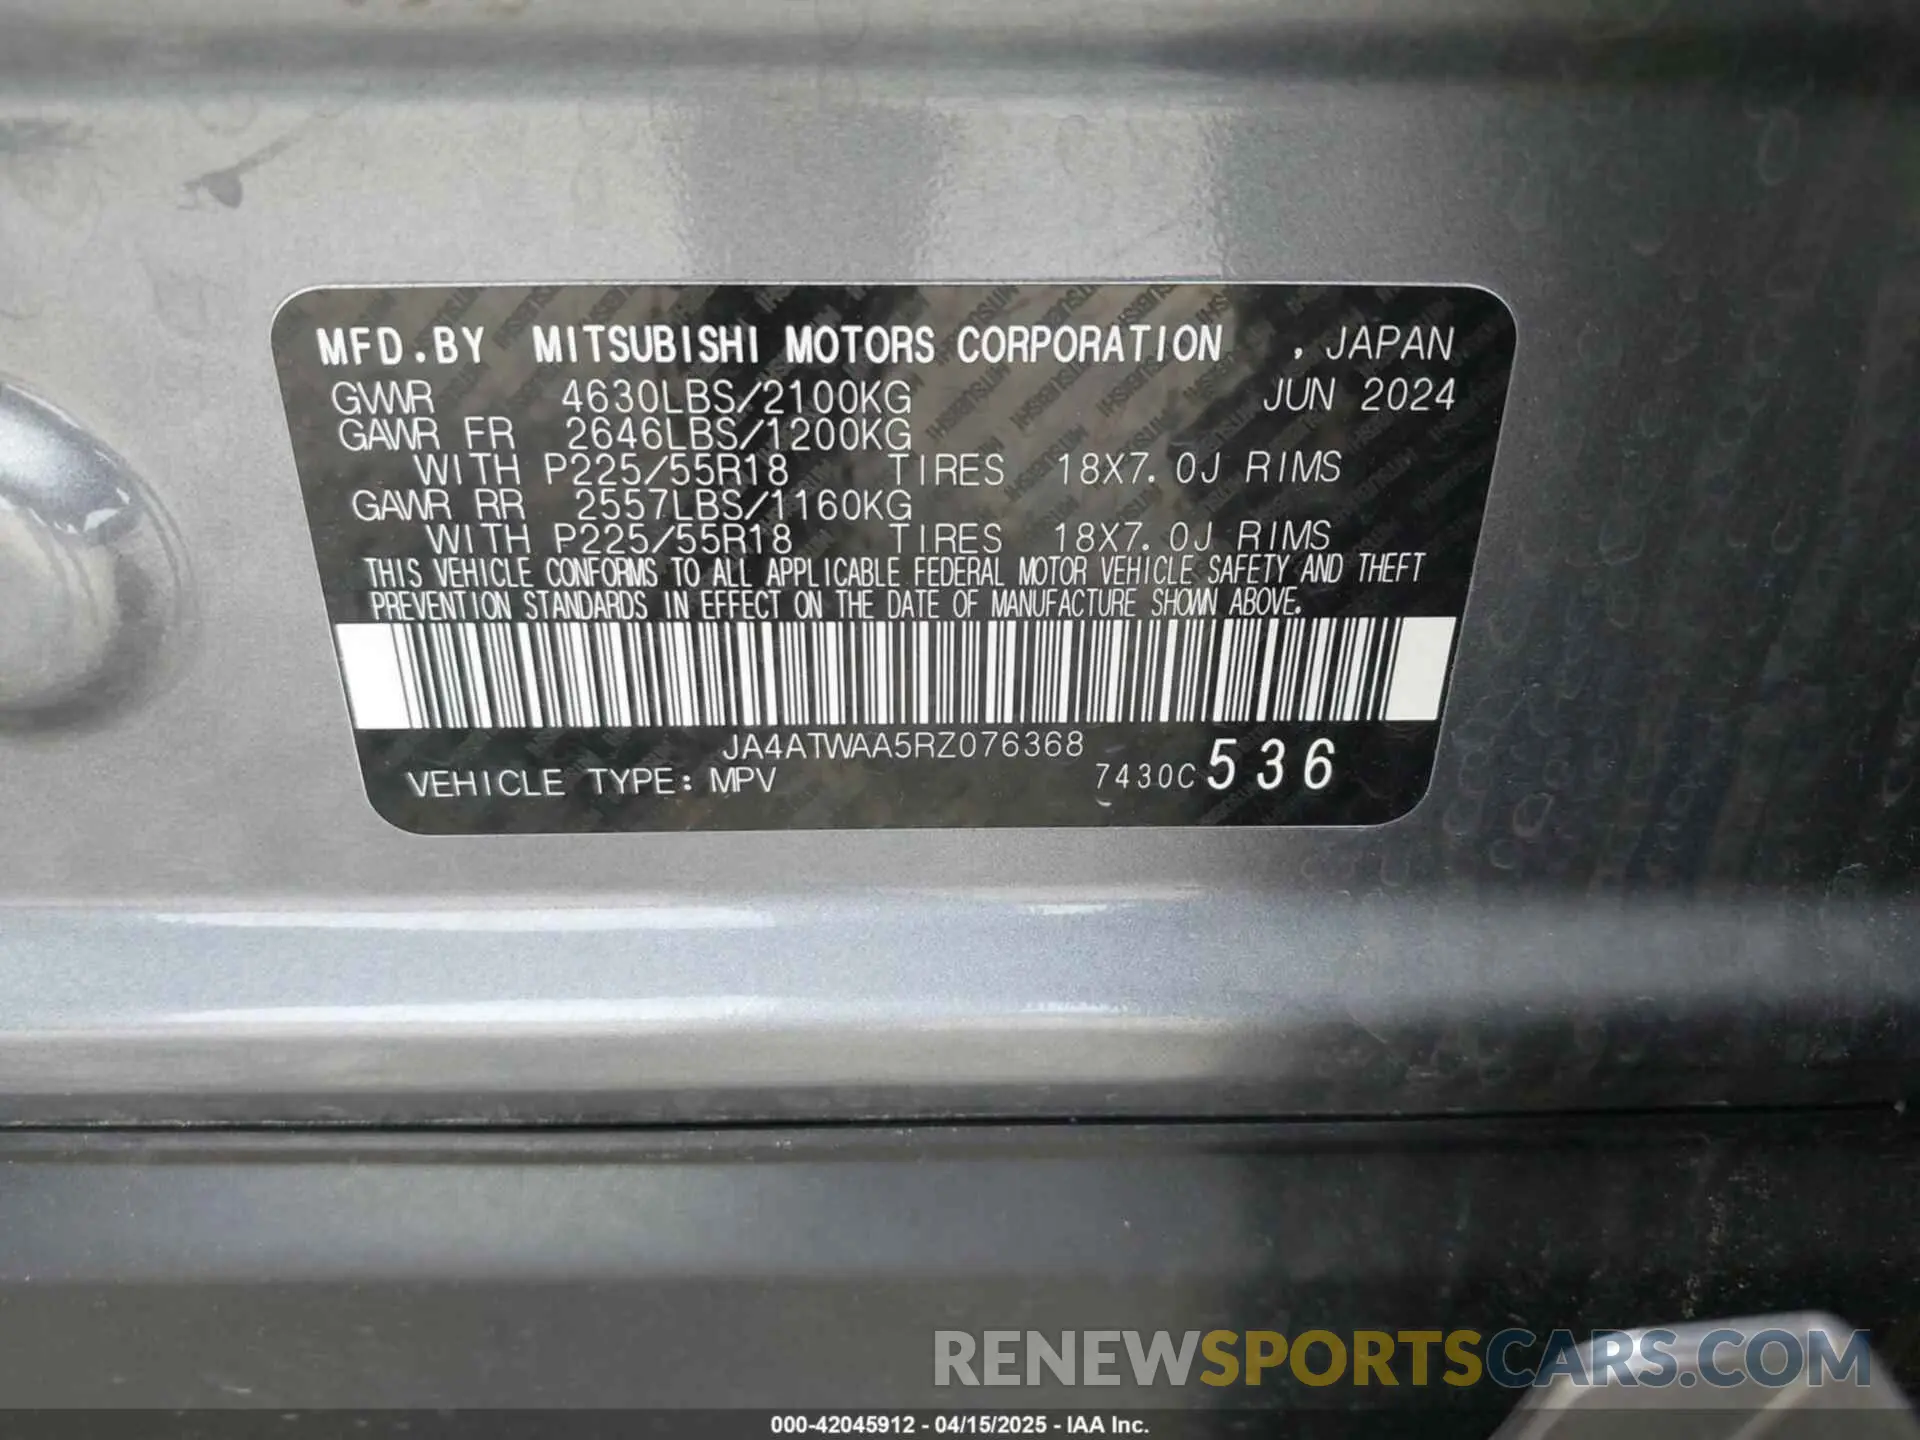 MFD.BY MITSUBISHI MOTORS CORPORATION , JAPAN
GVWR 4630LBS/2100KG JUN 2024
GAWR FR 2646LBS/1200KG
WITH P225/55R18 TIRES 18X7.0J RIMS
GAWR RR 2557LBS/1160KG
WITH P225/55R18 TIRES 18X7.0J RIMS
THIS VEHICLE CONFORMS TO ALL APPLICABLE FEDERAL MOTOR VEHICLE SAFETY AND THEFT
PREVENTION STANDARDS IN EFFECT ON THE DATE OF MANUFACTURE SHOWN ABOVE.
JA4ATWAA5RZ076368
VEHICLE TYPE: MPV 7430C 536
RENEWSPORTSCARS.COM
000-42045912 - 04/15/2025 - IAA Inc.